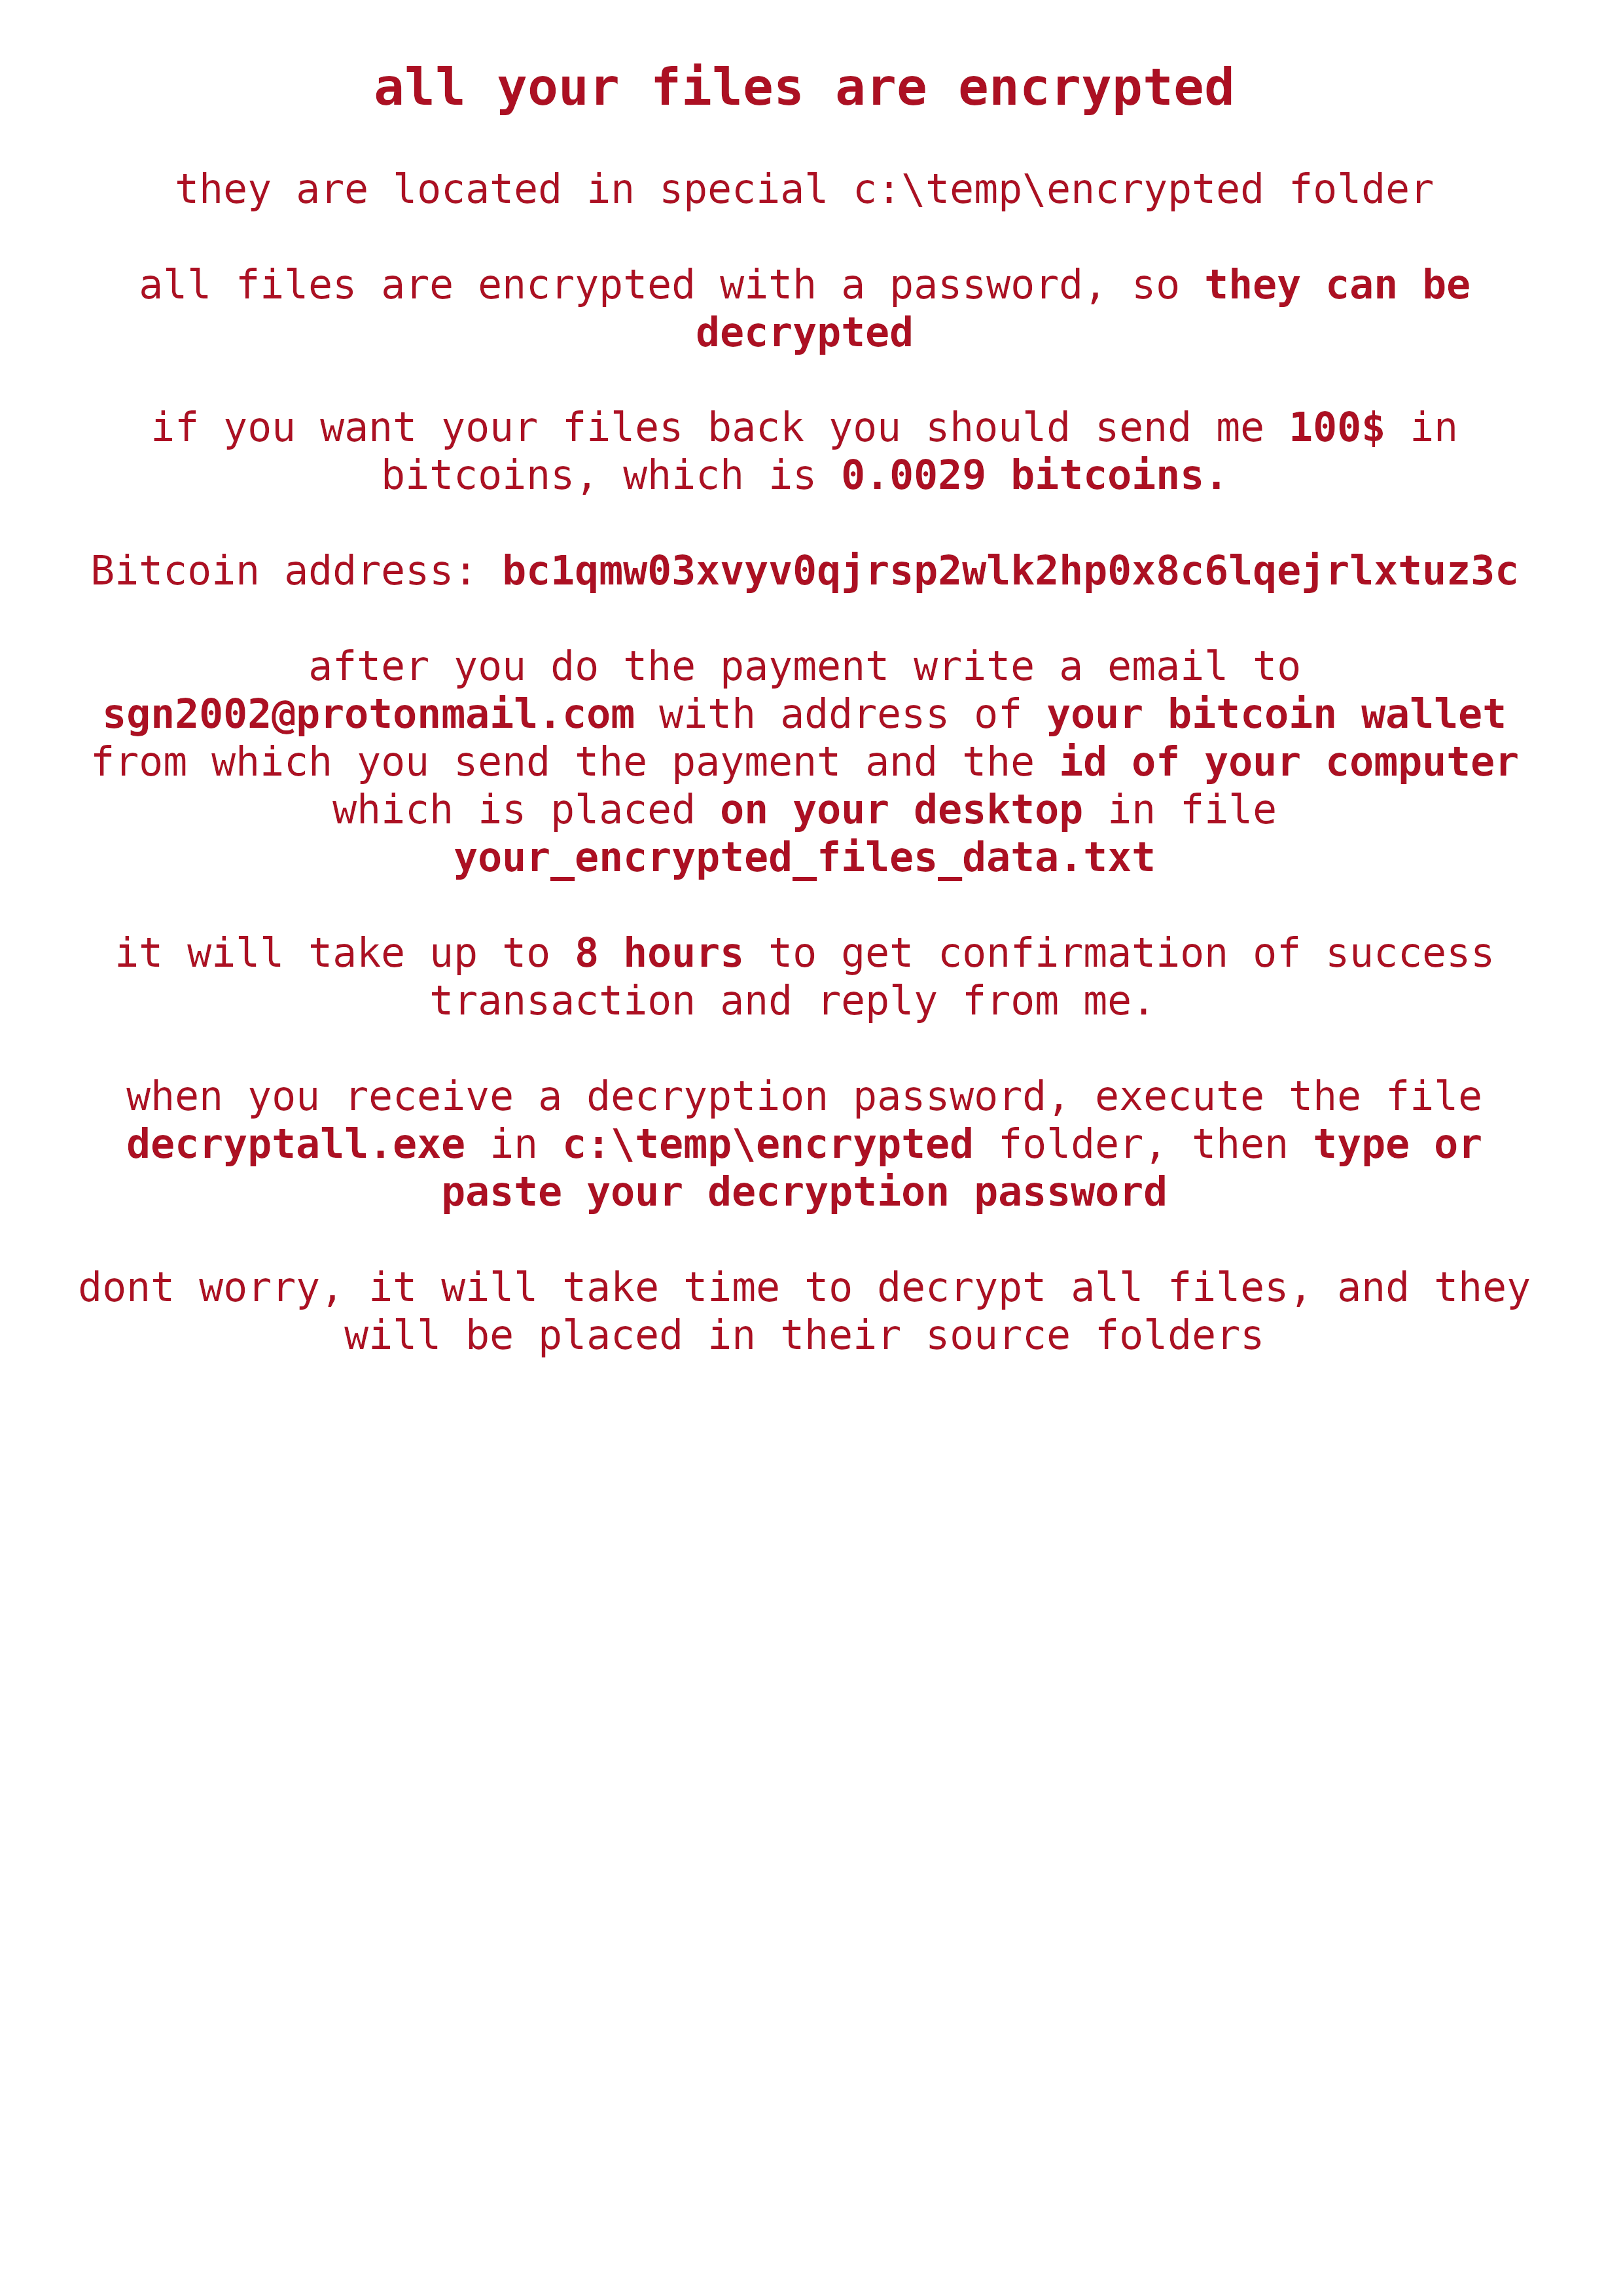 all your files are encrypted
they are located in special c:\temp\encrypted folder
all files are encrypted with a password, so they can be
decrypted
if you want your files back you should send me 100$ in
bitcoins, which is 0.0029 bitcoins.
Bitcoin address: bc1qmw03xvyv0qjrsp2wlk2hp0x8c6lqejrlxtuz3c
after you do the payment write a email to
sgn2002@protonmail.com with address of your bitcoin wallet
from which you send the payment and the id of your computer
which is placed on your desktop in file
your_encrypted_files_data.txt
it will take up to 8 hours to get confirmation of success
transaction and reply from me.
when you receive a decryption password, execute the file
decryptall.exe in c:\temp\encrypted folder, then type or
paste your decryption password
dont worry, it will take time to decrypt all files, and they
will be placed in their source folders